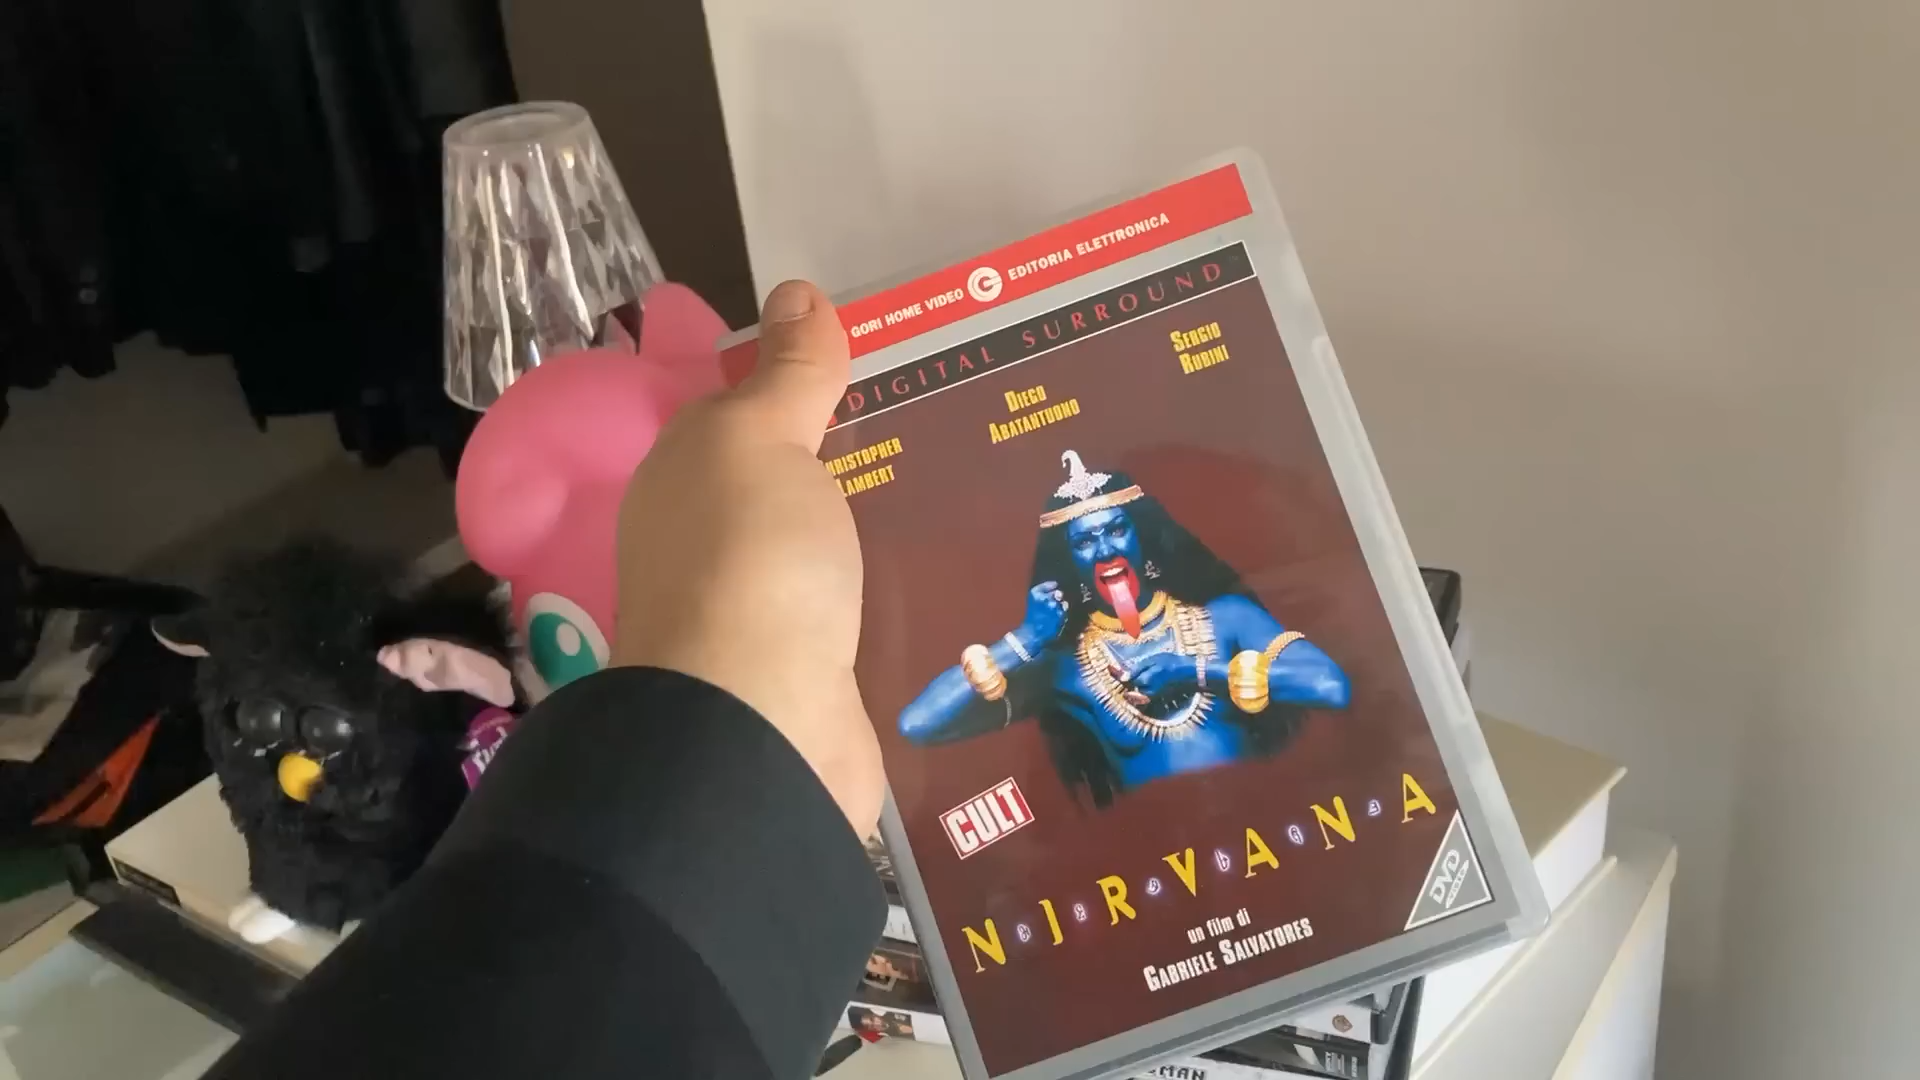 GORI HOME VIDEO EDITORIA ELETTRONICA
DIGITAL SURROUND
SERGIO
RUBINI
DIEGO
ABATANTUONO
LAMBERT
CULT
NIRVANA
DVD
VIDEO
un film di
GABRIELE SALVATORES